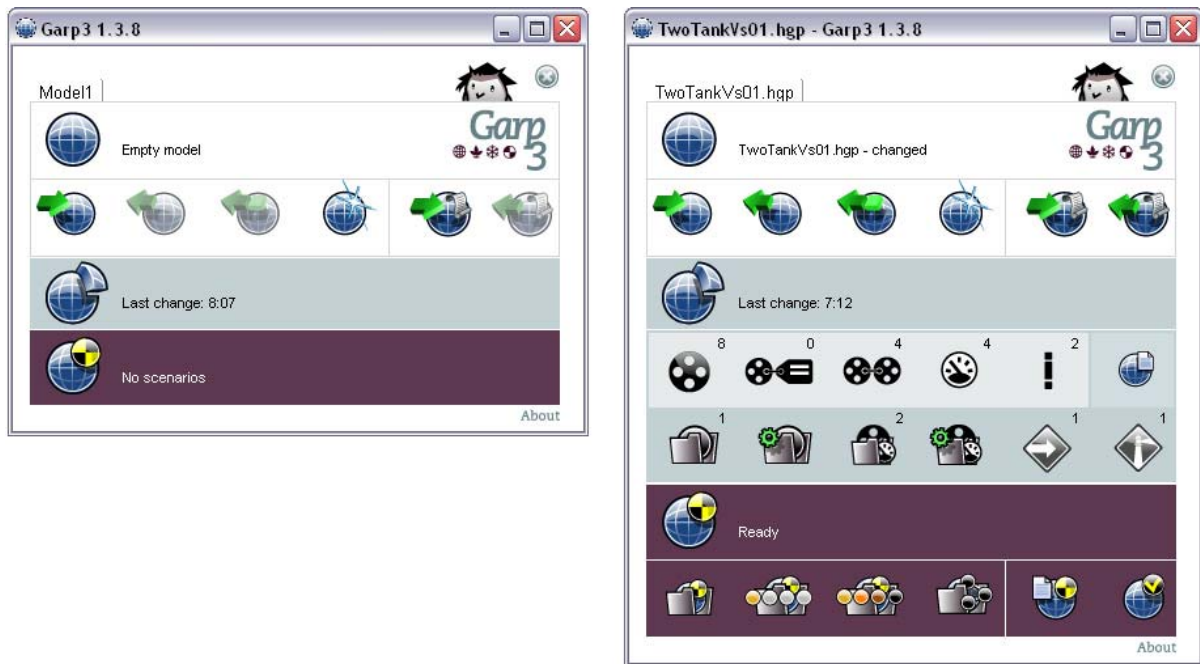 Garp3 1.3.8
Model1
Empty model
Garp
3
Last change: 8:07
No scenarios
About
TwoTankVs01.hgp - Garp3 1.3.8
TwoTankVs01.hgp
TwoTankVs01.hgp - changed
Garp
3
Last change: 7:12
8 0 4 4 2
1 2 1 1
Ready
About